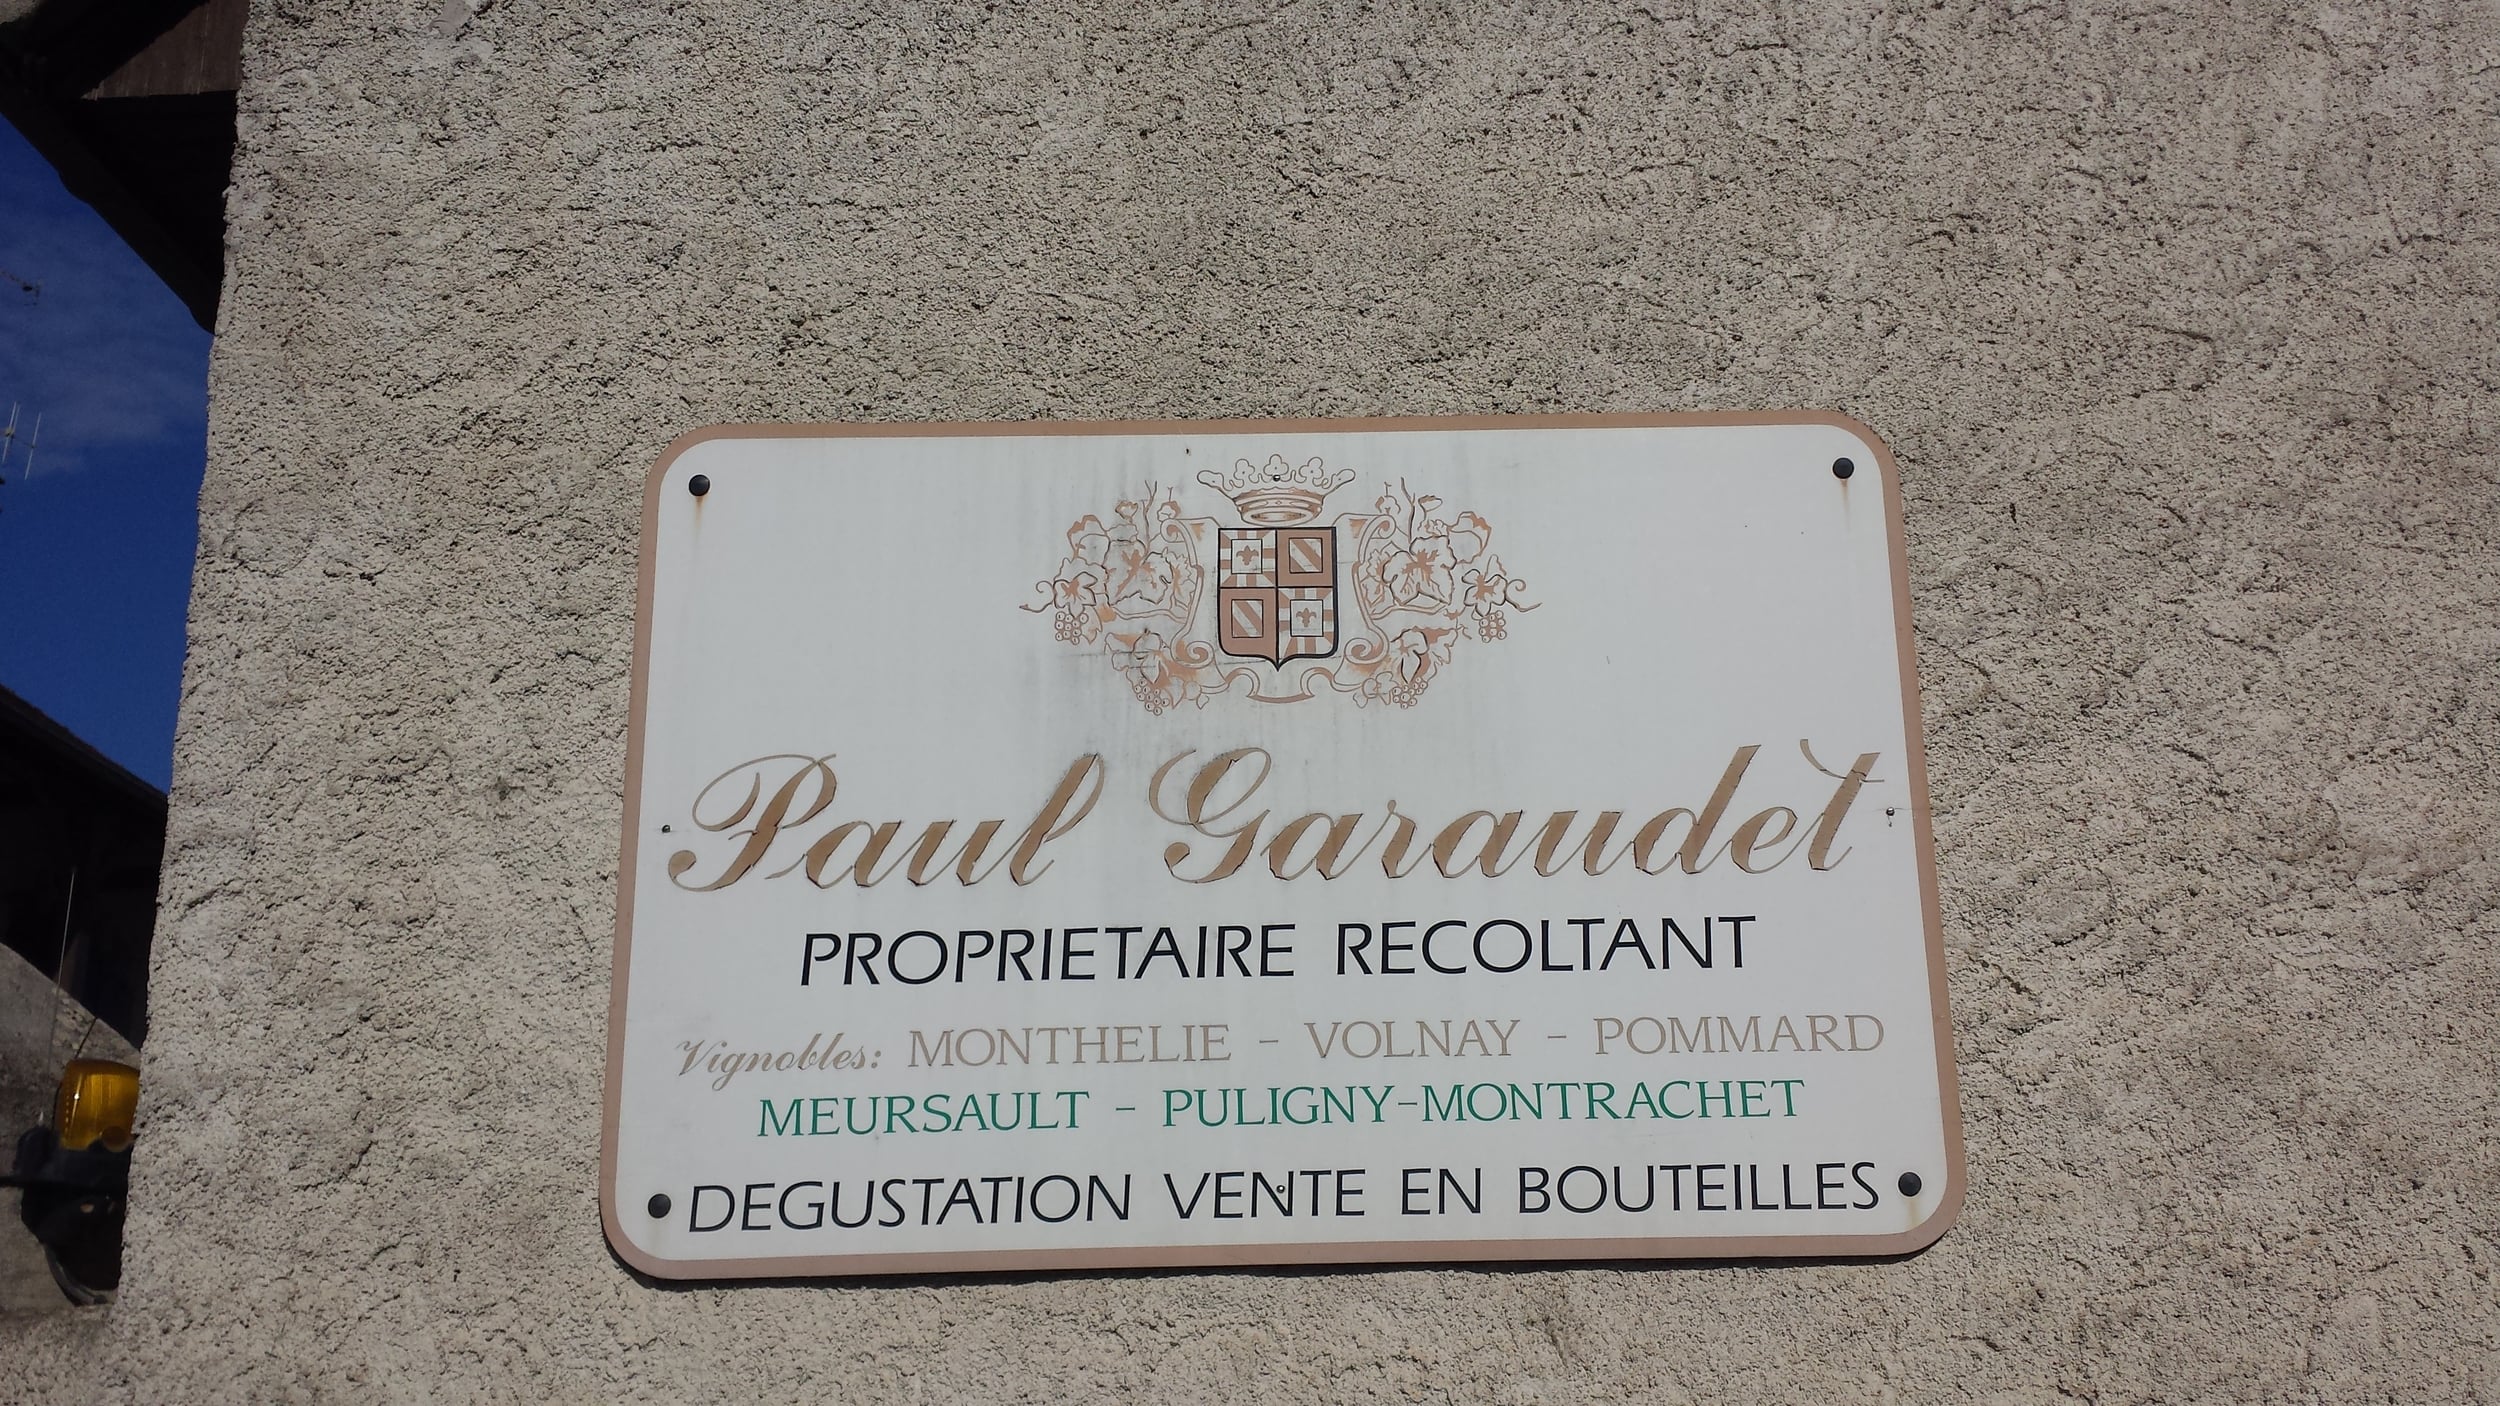 Paul Garaudet
PROPRIETAIRE RECOLTANT
Vignobles: MONTHELIE - VOLNAY - POMMARD
MEURSAULT - PULIGNY-MONTRACHET
DEGUSTATION VENTE EN BOUTEILLES